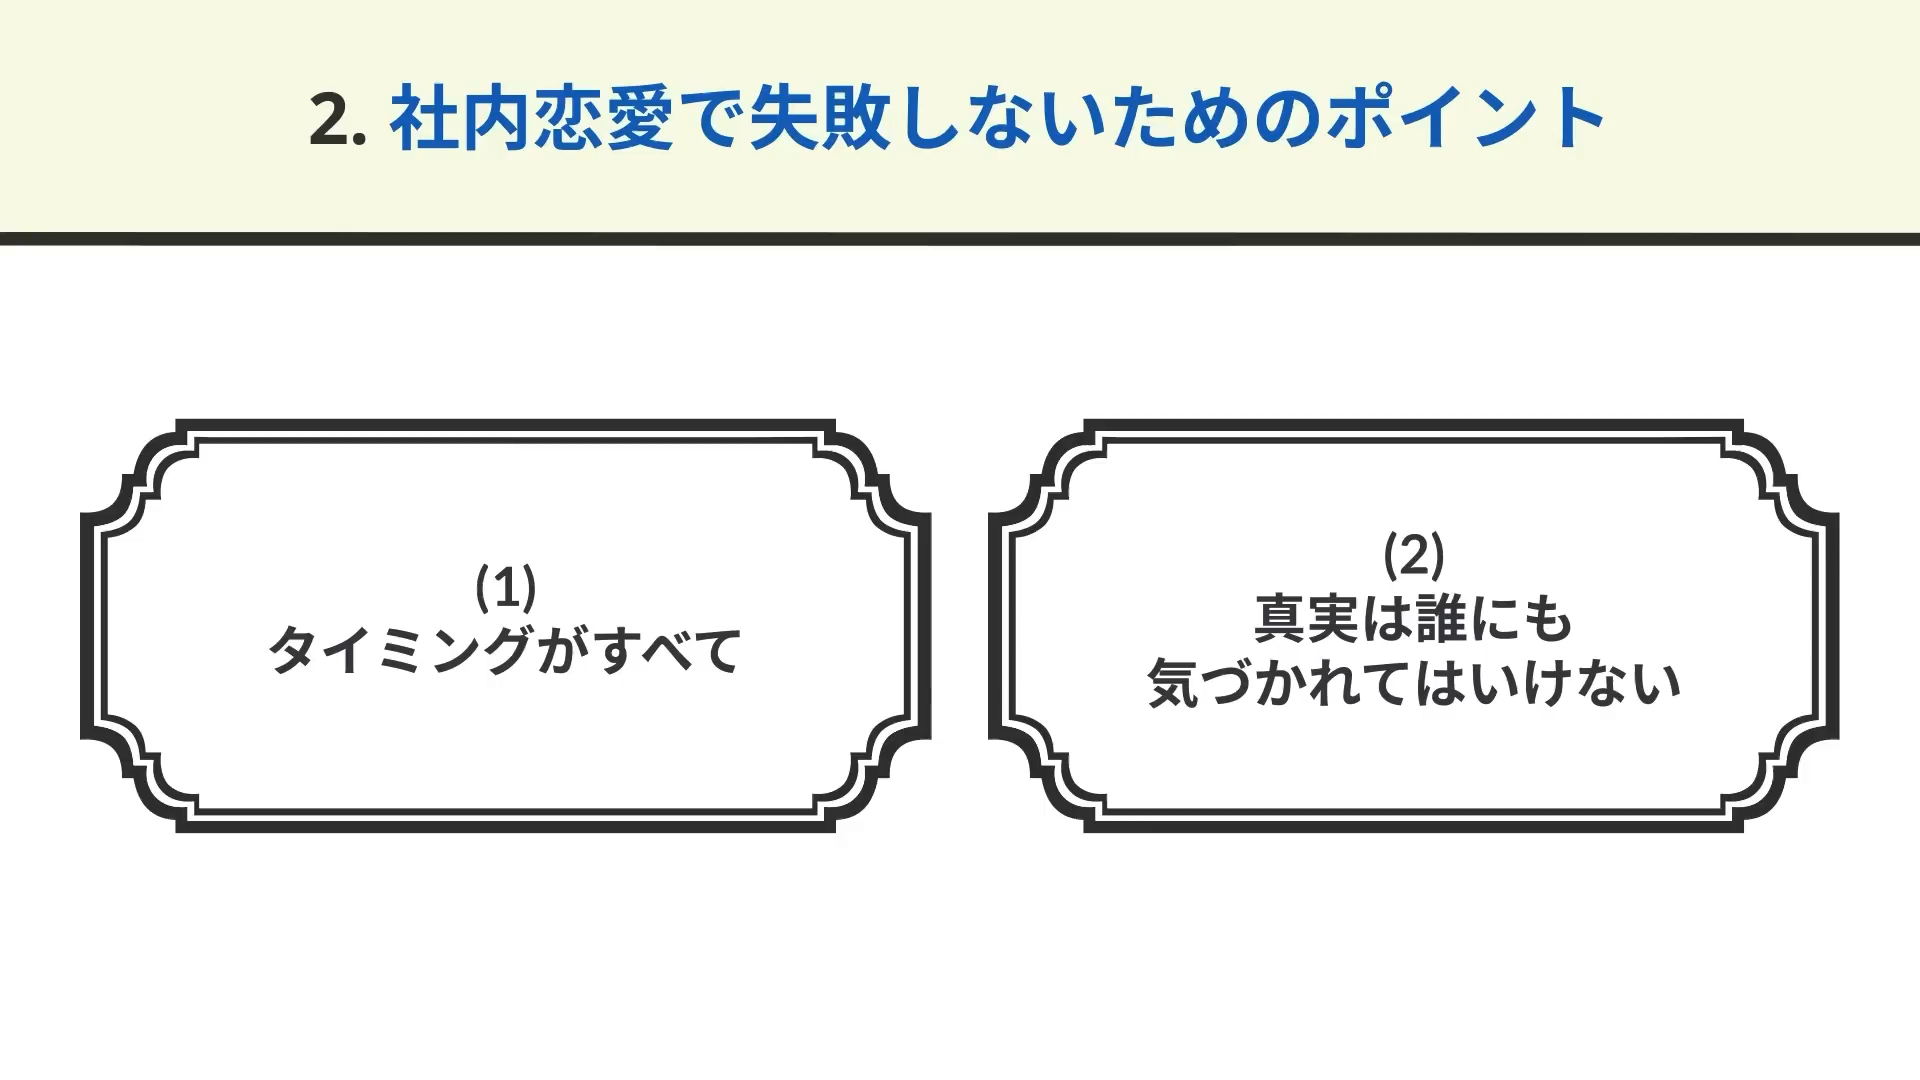 2. 社内恋愛で失敗しないためのポイント
(1)
タイミングがすべて
(2)
真実は誰にも
気づかれてはいけない